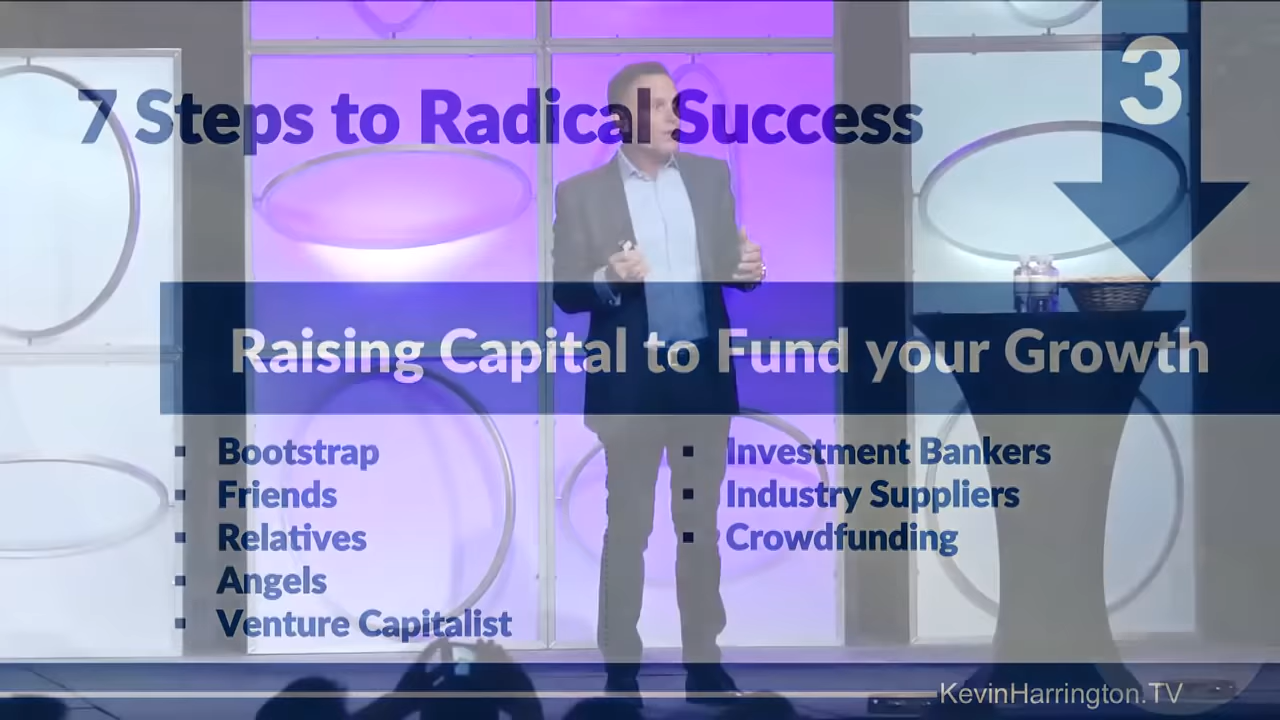 7 Steps to Radical Success
3
Raising Capital to Fund your Growth
▪ Bootstrap
▪ Friends
▪ Relatives
▪ Angels
▪ Venture Capitalist
▪ Investment Bankers
▪ Industry Suppliers
▪ Crowdfunding
KevinHarrington.TV